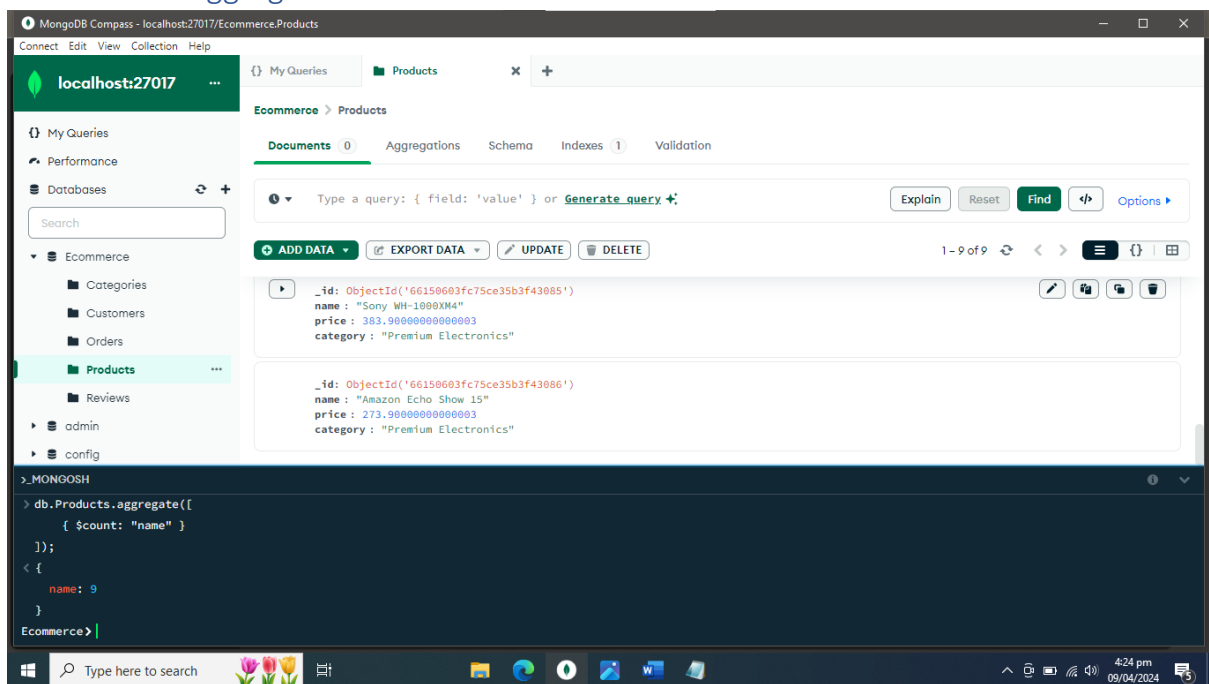 MongoDB Compass - localhost:27017/Ecommerce.Products
Connect Edit View Collection Help
localhost:27017 ...
{} My Queries Products
Ecommerce > Products
{} My Queries
Performance
Databases
Search
Ecommerce
Categories
Customers
Orders
Products ...
Reviews
admin
config
Documents 0 Aggregations Schema Indexes 1 Validation
Type a query: { field: 'value' } or Generate query
Explain Reset Find </> Options
ADD DATA EXPORT DATA UPDATE DELETE
1 - 9 of 9 {}
_id: ObjectId('66150603fc75ce35b3f43085')
name : "Sony WH-1000XM4"
price : 383.90000000000003
category : "Premium Electronics"
_id: ObjectId('66150603fc75ce35b3f43086')
name : "Amazon Echo Show 15"
price : 273.90000000000003
category : "Premium Electronics"
>_MONGOSH
> db.Products.aggregate([
{ $count: "name" }
]);
< {
name: 9
}
Ecommerce>
Type here to search
4:24 pm
09/04/2024
5